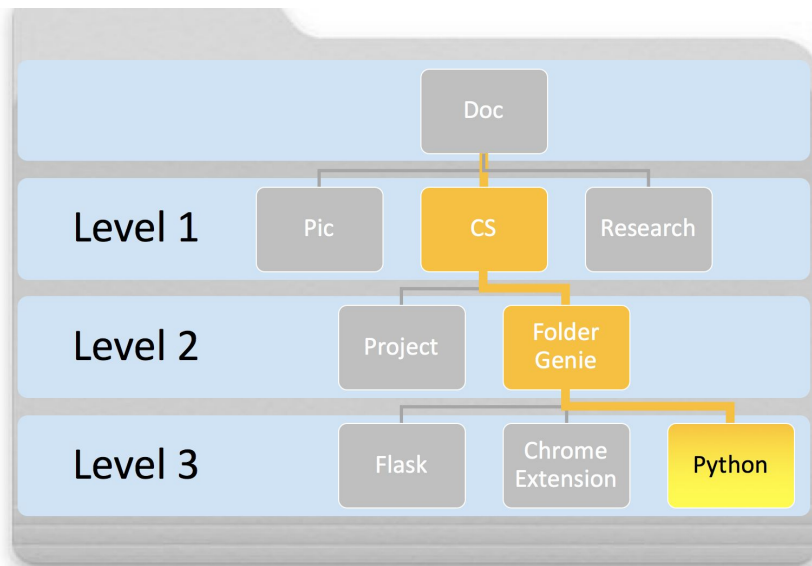 Doc
Level 1
Pic
CS
Research
Level 2
Project
Folder
Genie
Level 3
Flask
Chrome
Extension
Python